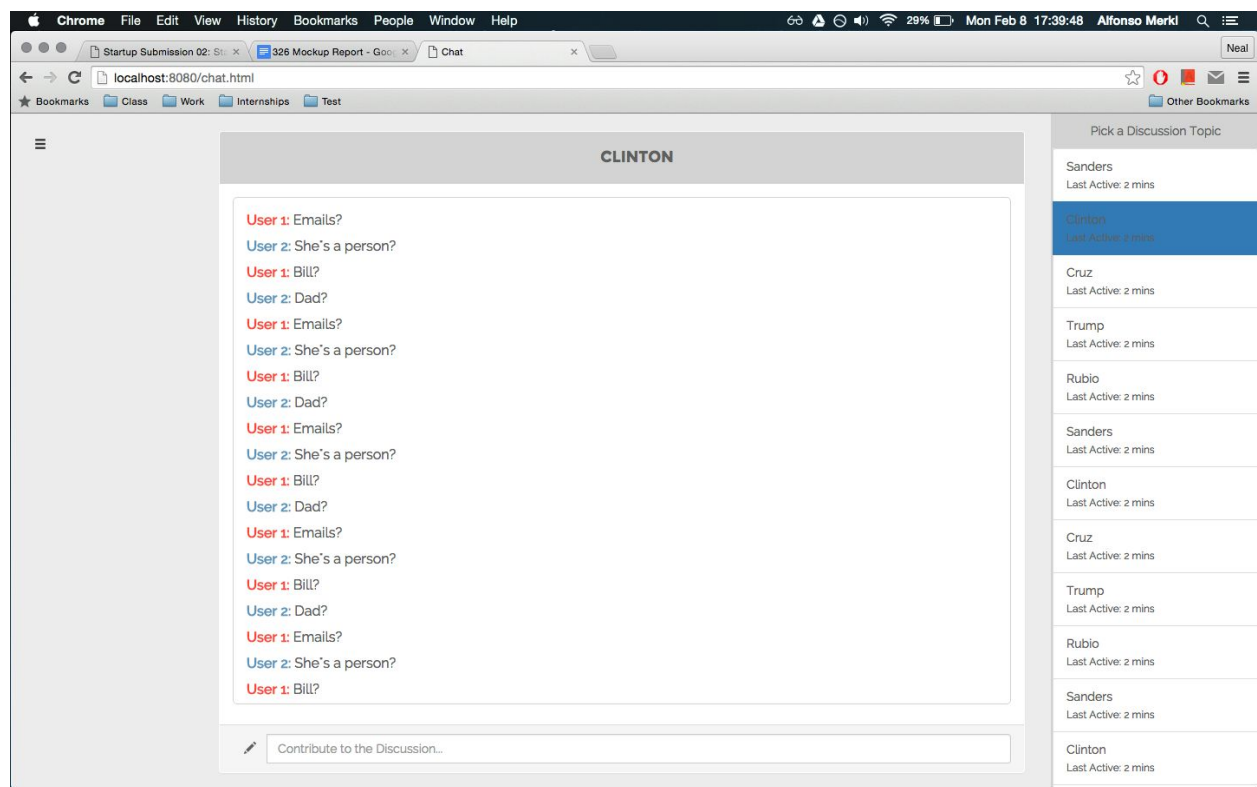 Chrome File Edit View History Bookmarks People Window Help 29% Mon Feb 8 17:39:48 Alfonso Merkl
Startup Submission 02: St 326 Mockup Report - Goog Chat Neal
localhost:8080/chat.html
Bookmarks Class Work Internships Test Other Bookmarks
CLINTON
User 1: Emails?
User 2: She's a person?
User 1: Bill?
User 2: Dad?
User 1: Emails?
User 2: She's a person?
User 1: Bill?
User 2: Dad?
User 1: Emails?
User 2: She's a person?
User 1: Bill?
User 2: Dad?
User 1: Emails?
User 2: She's a person?
User 1: Bill?
User 2: Dad?
User 1: Emails?
User 2: She's a person?
User 1: Bill?
Contribute to the Discussion...
Pick a Discussion Topic
Sanders
Last Active: 2 mins
Clinton
Last Active: 2 mins
Cruz
Last Active: 2 mins
Trump
Last Active: 2 mins
Rubio
Last Active: 2 mins
Sanders
Last Active: 2 mins
Clinton
Last Active: 2 mins
Cruz
Last Active: 2 mins
Trump
Last Active: 2 mins
Rubio
Last Active: 2 mins
Sanders
Last Active: 2 mins
Clinton
Last Active: 2 mins